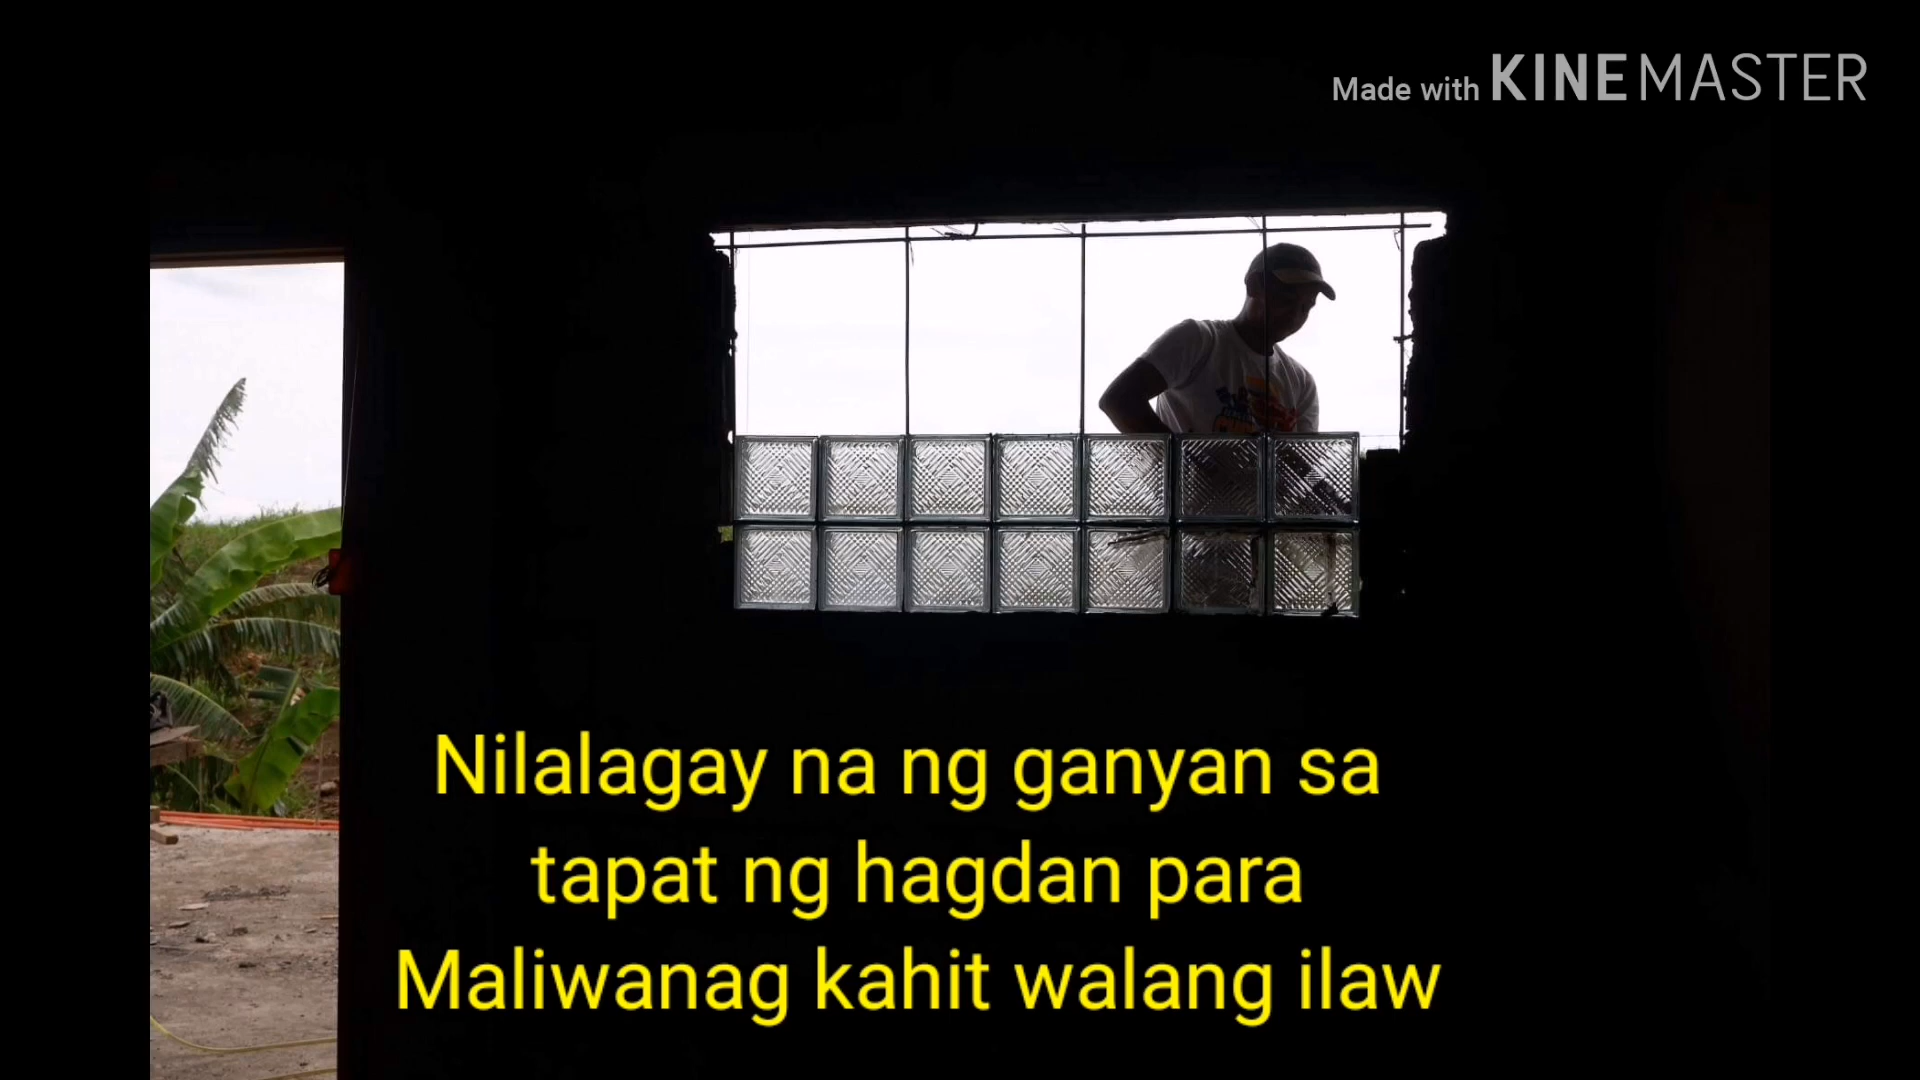 Made with KINEMASTER
Nilalagay na ng ganyan sa
tapat ng hagdan para
Maliwanag kahit walang ilaw